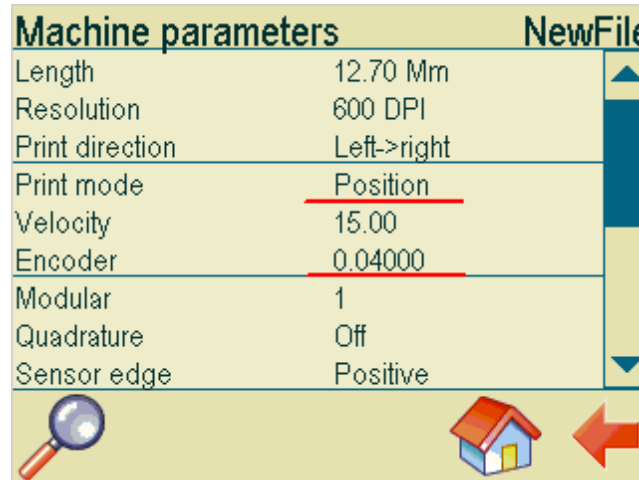 Machine parameters NewFile
Length 12.70 Mm
Resolution 600 DPI
Print direction Left->right
Print mode Position
Velocity 15.00
Encoder 0.04000
Modular 1
Quadrature Off
Sensor edge Positive